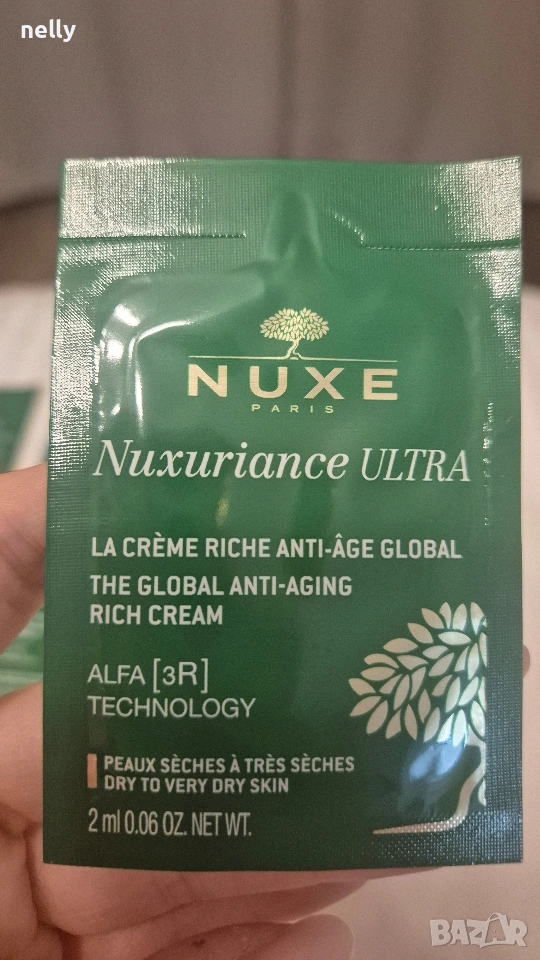 nelly
NUXE
PARIS
Nuxuriance ULTRA
LA CRÈME RICHE ANTI-ÂGE GLOBAL
THE GLOBAL ANTI-AGING
RICH CREAM
ALFA [3R]
TECHNOLOGY
PEAUX SÈCHES À TRÈS SÈCHES
DRY TO VERY DRY SKIN
2 ml 0.06 OZ. NET WT.
BAZAR